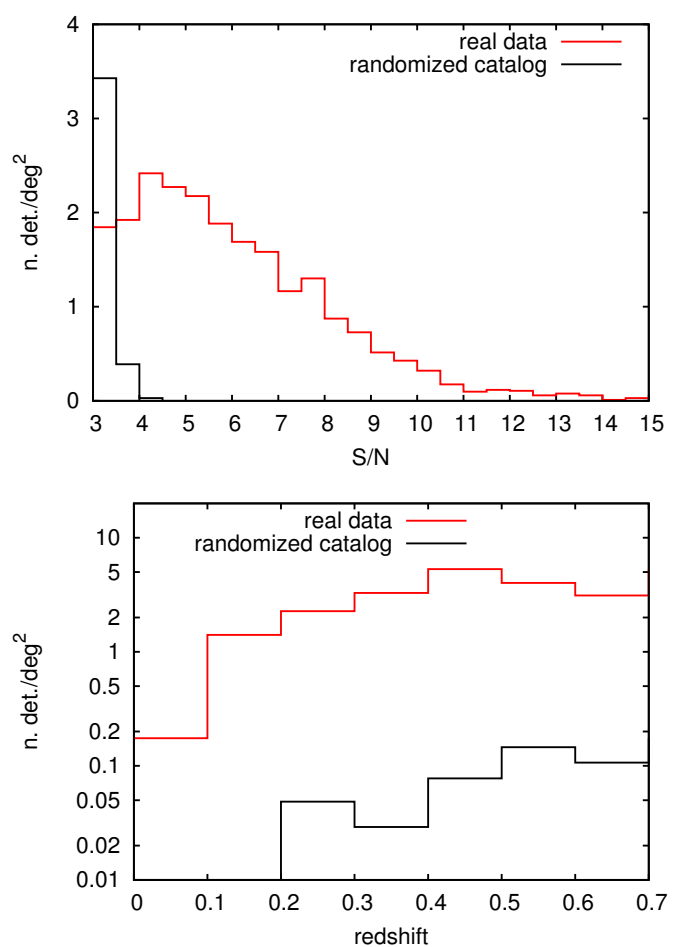 4
real data
randomized catalog
3
n. det./deg²
2
1
0
3 4 5 6 7 8 9 10 11 12 13 14 15
S/N
real data
10
randomized catalog
5
2
n. det./deg²
1
0.5
0.2
0.1
0.05
0.02
0.01
0 0.1 0.2 0.3 0.4 0.5 0.6 0.7
redshift